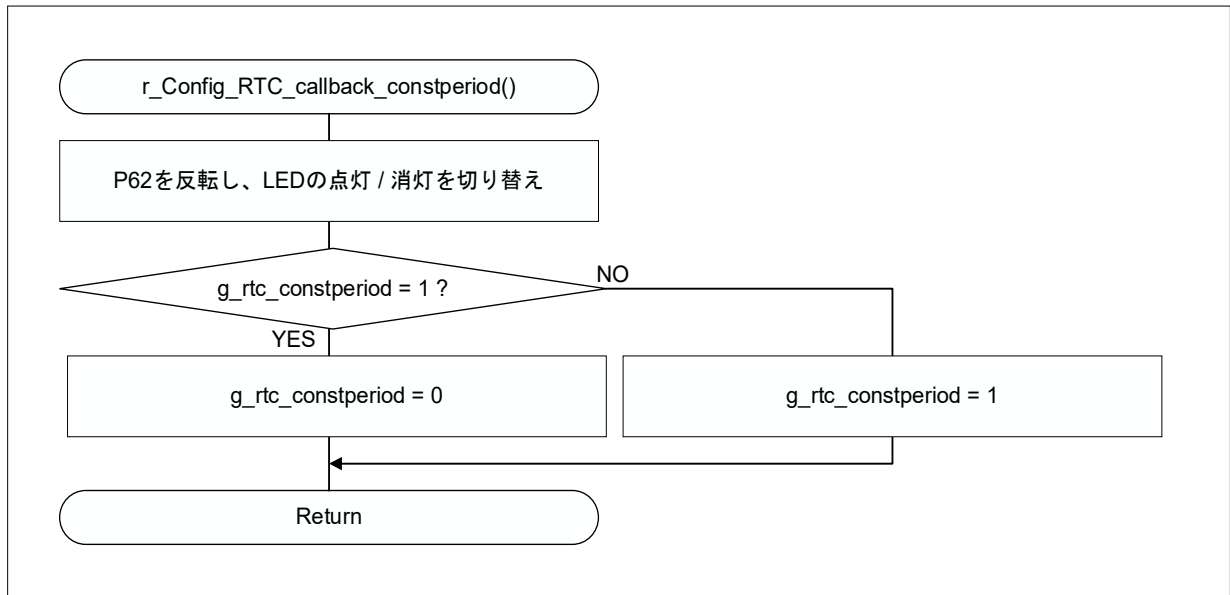 r_Config_RTC_callback_constperiod()
P62を反転し、LEDの点灯 / 消灯を切り替え
g_rtc_constperiod = 1 ?
NO
YES
g_rtc_constperiod = 0
g_rtc_constperiod = 1
Return